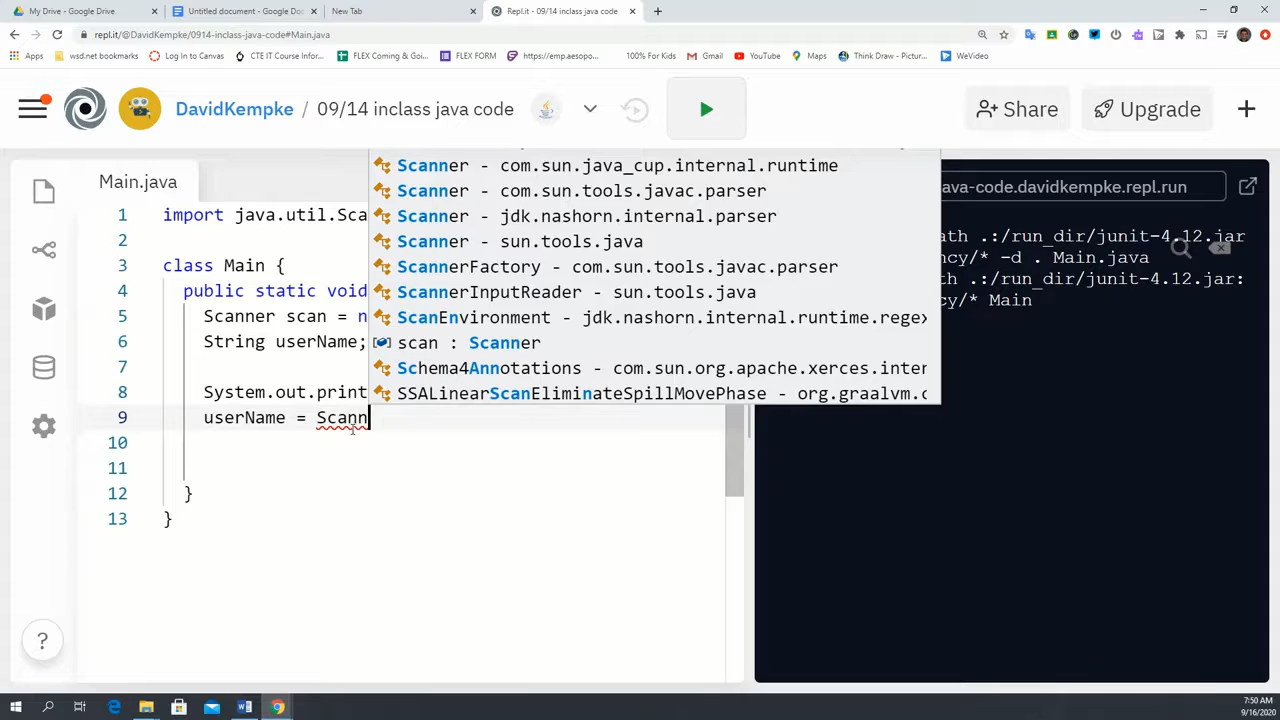 My Drive - Google Drive
Untitled document - Google Doc
New Tab
Repl.it - 09/14 inclass java code
repl.it/@DavidKempke/0914-inclass-java-code#Main.java
Apps wsd.net bookmarks Log In to Canvas CTE IT Course Infor... FLEX Coming & Goi... FLEX FORM https://emp.aesopo... 100% For Kids Gmail YouTube Maps Think Draw - Pictur... WeVideo
DavidKempke / 09/14 inclass java code
Share
Upgrade
Main.java
ava-code.davidkempke.repl.run
Scanner - com.sun.java_cup.internal.runtime
Scanner - com.sun.tools.javac.parser
Scanner - jdk.nashorn.internal.parser
Scanner - sun.tools.java
ScannerFactory - com.sun.tools.javac.parser
ScannerInputReader - sun.tools.java
ScanEnvironment - jdk.nashorn.internal.runtime.regex
scan : Scanner
Schema4Annotations - com.sun.org.apache.xerces.inter
SSALinearScanEliminateSpillMovePhase - org.graalvm.c
1 import java.util.Sca
2
3 class Main {
4 public static void
5 Scanner scan = n
6 String userName;
7
8 System.out.print
9 userName = Scann
10
11
12 }
13 }
ath .:/run_dir/junit-4.12.jar
ncy/* -d . Main.java
ath .:/run_dir/junit-4.12.jar:
cy/* Main
?
7:50 AM
9/16/2020